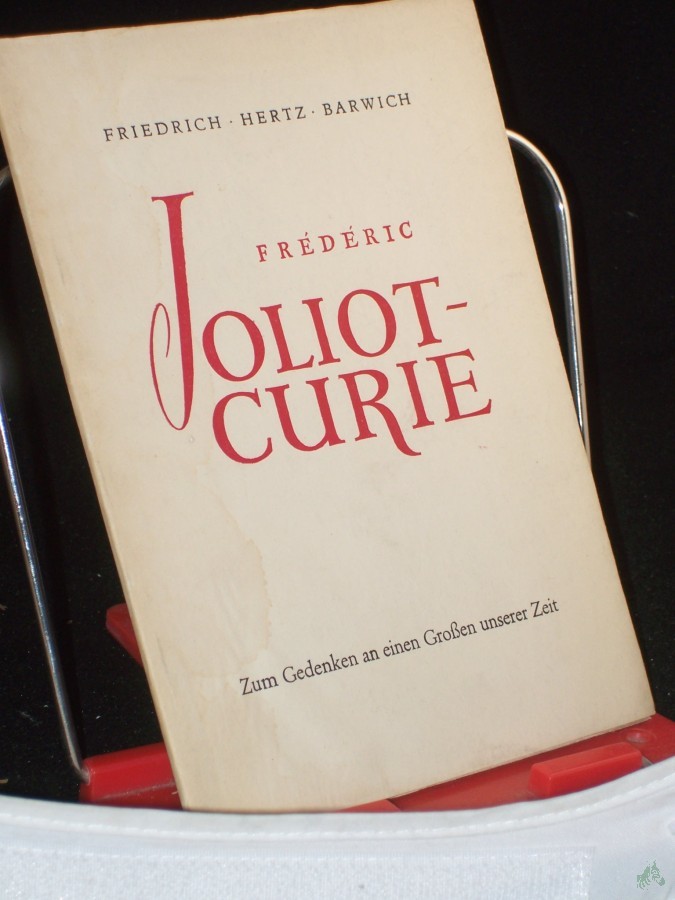 FRIEDRICH · HERTZ · BARWICH
FRÉDÉRIC
JOLIOT-
CURIE
Zum Gedenken an einen Großen unserer Zeit